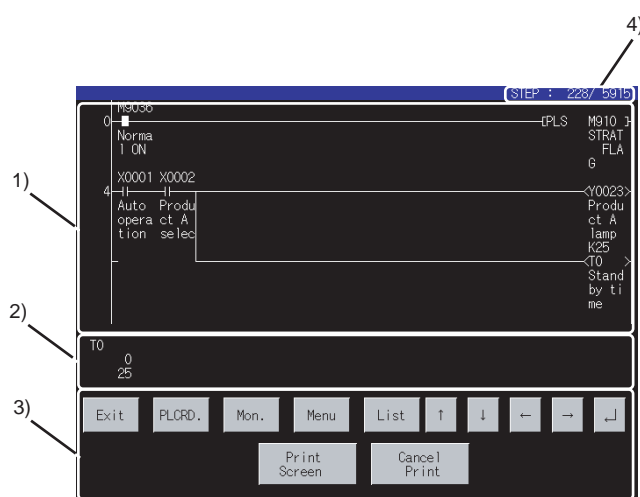 4)
STEP : 228/ 5915
M9036
0 PLS M910
Norma STRAT
l ON FLA
G
1)
X0001 X0002
4 Y0023
Auto Produ Produ
opera ct A ct A
tion selec lamp
K25
T0
Stand
by ti
me
2)
T0
0
25
3)
Exit PLCRD. Mon. Menu List ↑ ↓ ← → ↵
Print Cancel
Screen Print